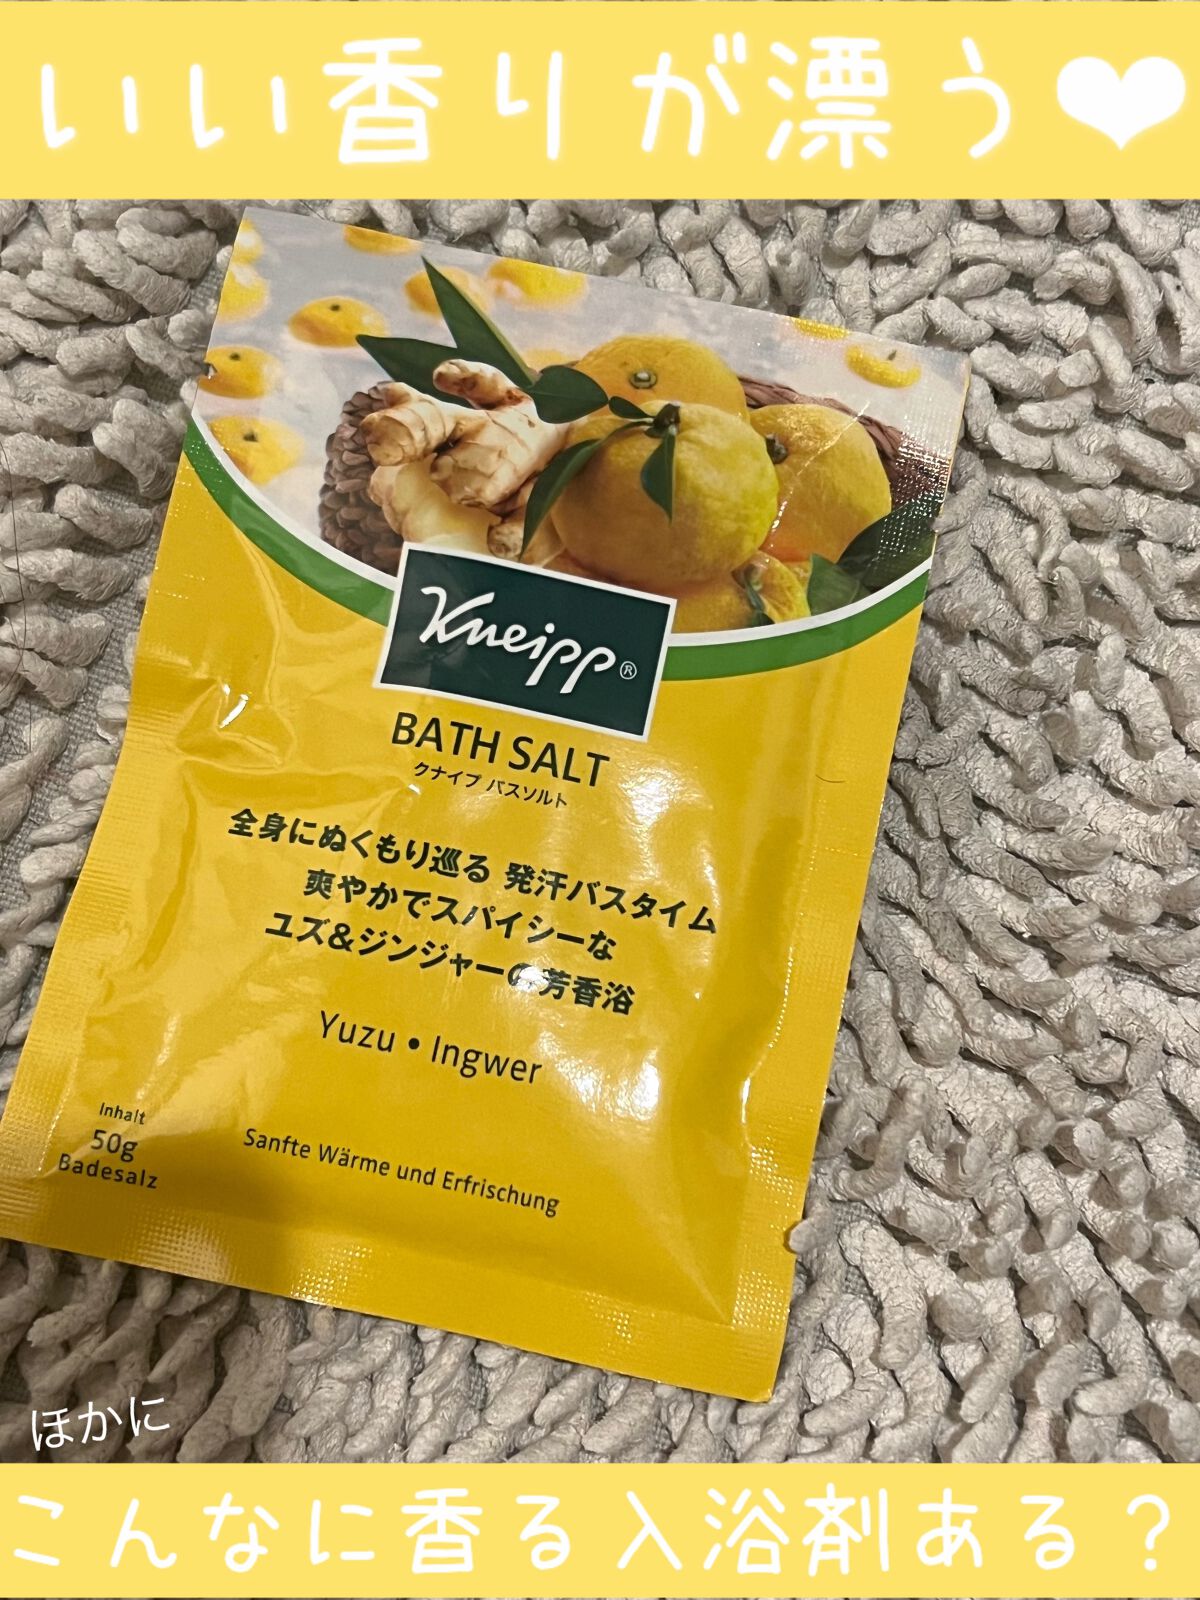 いい香りが漂う❤
Kneipp®
BATH SALT
クナイプ バスソルト
全身にぬくもり巡る 発汗バスタイム
爽やかでスパイシーな
ユズ&ジンジャーの芳香浴
Yuzu • Ingwer
Inhalt
50g
Badesalz
Sanfte Wärme und Erfrischung
ほかに
こんなに香る入浴剤ある？